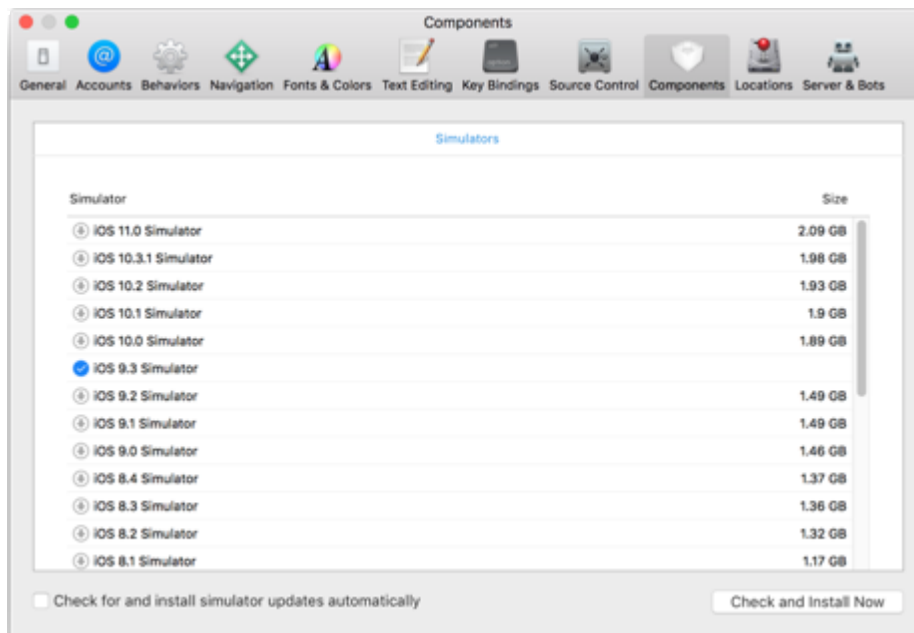 Components
General Accounts Behaviors Navigation Fonts & Colors Text Editing Key Bindings Source Control Components Locations Server & Bots
Simulators
Simulator Size
iOS 11.0 Simulator 2.09 GB
iOS 10.3.1 Simulator 1.98 GB
iOS 10.2 Simulator 1.93 GB
iOS 10.1 Simulator 1.9 GB
iOS 10.0 Simulator 1.89 GB
iOS 9.3 Simulator
iOS 9.2 Simulator 1.49 GB
iOS 9.1 Simulator 1.49 GB
iOS 9.0 Simulator 1.46 GB
iOS 8.4 Simulator 1.37 GB
iOS 8.3 Simulator 1.36 GB
iOS 8.2 Simulator 1.32 GB
iOS 8.1 Simulator 1.17 GB
Check for and install simulator updates automatically Check and Install Now